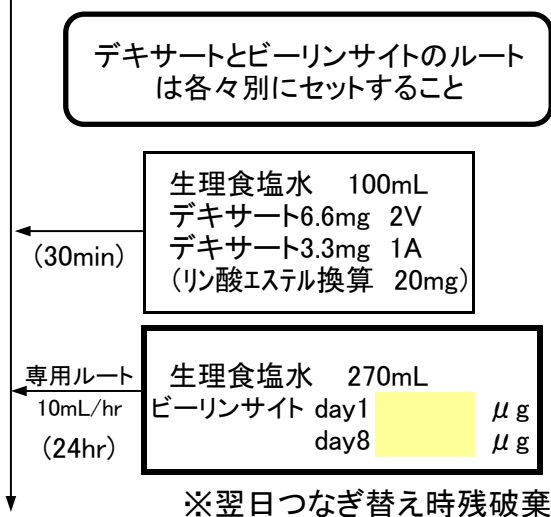 デキサートとビーリンサイトのルート
は各々別にセットすること
生理食塩水 100mL
デキサート6.6mg 2V
デキサート3.3mg 1A
(リン酸エステル換算 20mg)
(30min)
生理食塩水 270mL
ビーリンサイト day1 μg
day8 μg
専用ルート
10mL/hr
(24hr)
※翌日つなぎ替え時残破棄